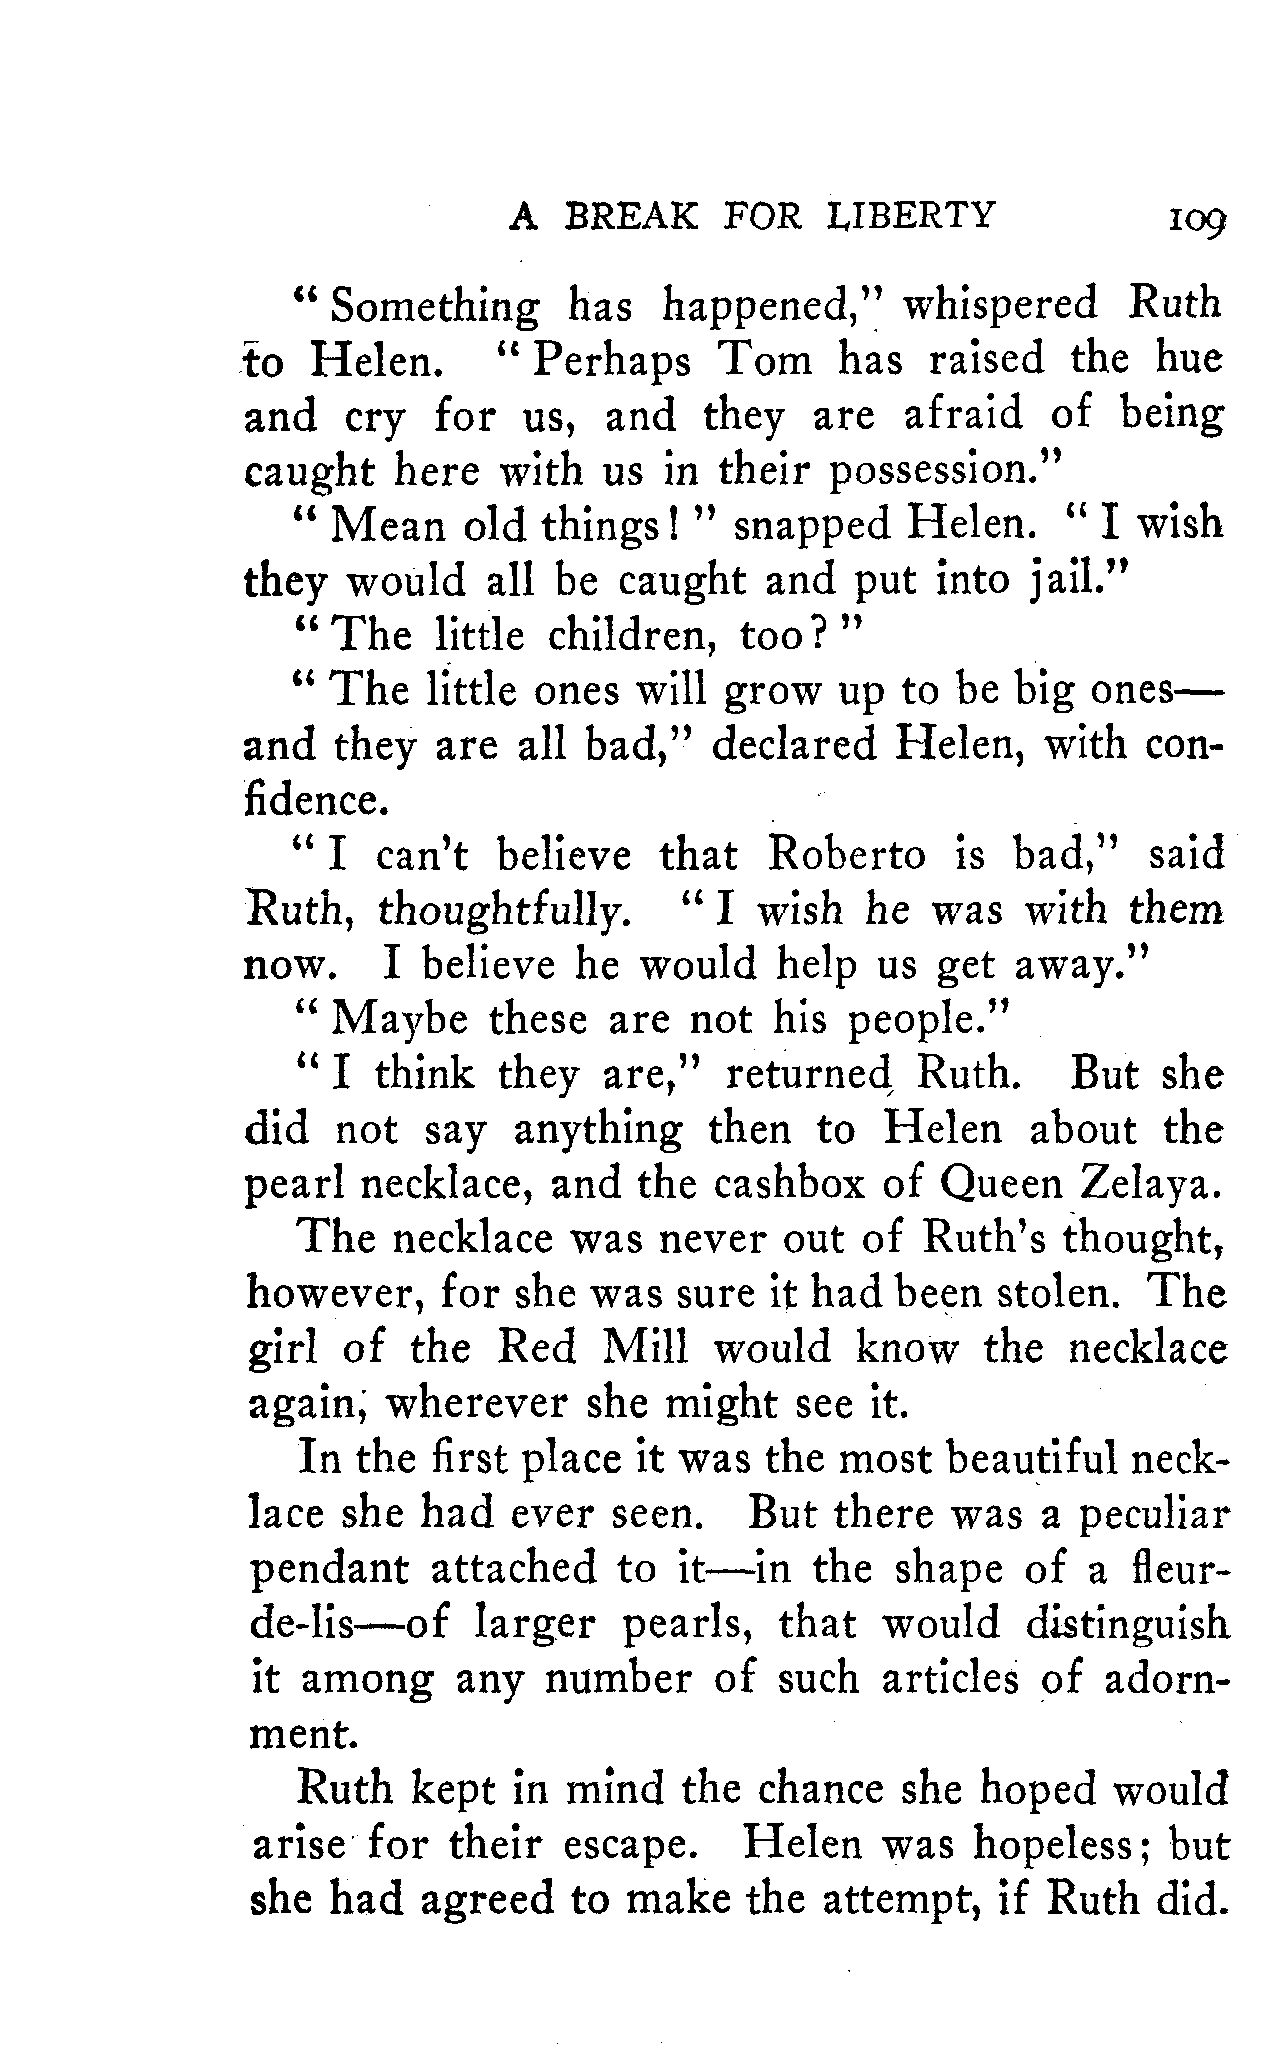 A BREAK FOR LIBERTY 109
" Something has happened," whispered Ruth
to Helen. " Perhaps Tom has raised the hue
and cry for us, and they are afraid of being
caught here with us in their possession."
" Mean old things! " snapped Helen. " I wish
they would all be caught and put into jail."
" The little children, too? "
" The little ones will grow up to be big ones—
and they are all bad," declared Helen, with con-
fidence.
" I can't believe that Roberto is bad," said
Ruth, thoughtfully. " I wish he was with them
now. I believe he would help us get away."
" Maybe these are not his people."
" I think they are," returned Ruth. But she
did not say anything then to Helen about the
pearl necklace, and the cashbox of Queen Zelaya.
The necklace was never out of Ruth's thought,
however, for she was sure it had been stolen. The
girl of the Red Mill would know the necklace
again, wherever she might see it.
In the first place it was the most beautiful neck-
lace she had ever seen. But there was a peculiar
pendant attached to it—in the shape of a fleur-
de-lis—of larger pearls, that would distinguish
it among any number of such articles of adorn-
ment.
Ruth kept in mind the chance she hoped would
arise for their escape. Helen was hopeless; but
she had agreed to make the attempt, if Ruth did.